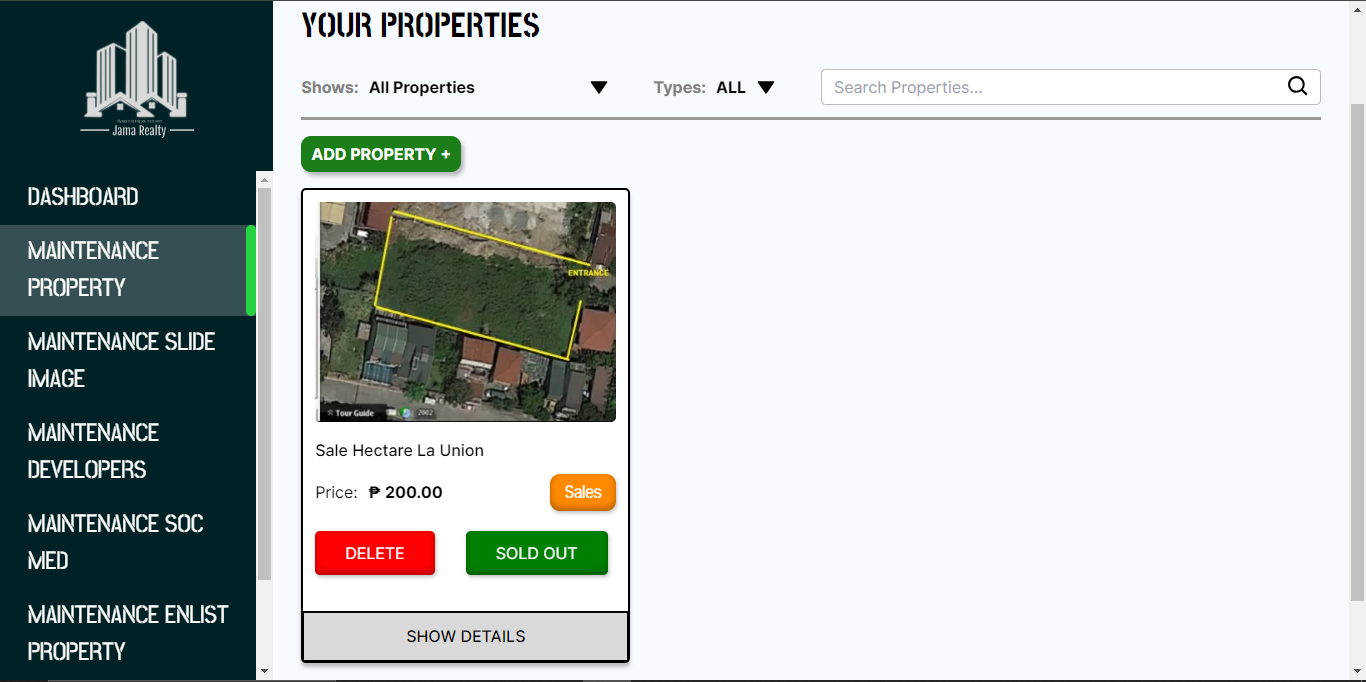 Jama Realty
DASHBOARD
MAINTENANCE
PROPERTY
MAINTENANCE SLIDE
IMAGE
MAINTENANCE
DEVELOPERS
MAINTENANCE SOC
MED
MAINTENANCE ENLIST
PROPERTY
YOUR PROPERTIES
Shows: All Properties
Types: ALL
Search Properties...
ADD PROPERTY +
ENTRANCE
Tour Guide
2002
Sale Hectare La Union
Price: ₱ 200.00
Sales
DELETE
SOLD OUT
SHOW DETAILS